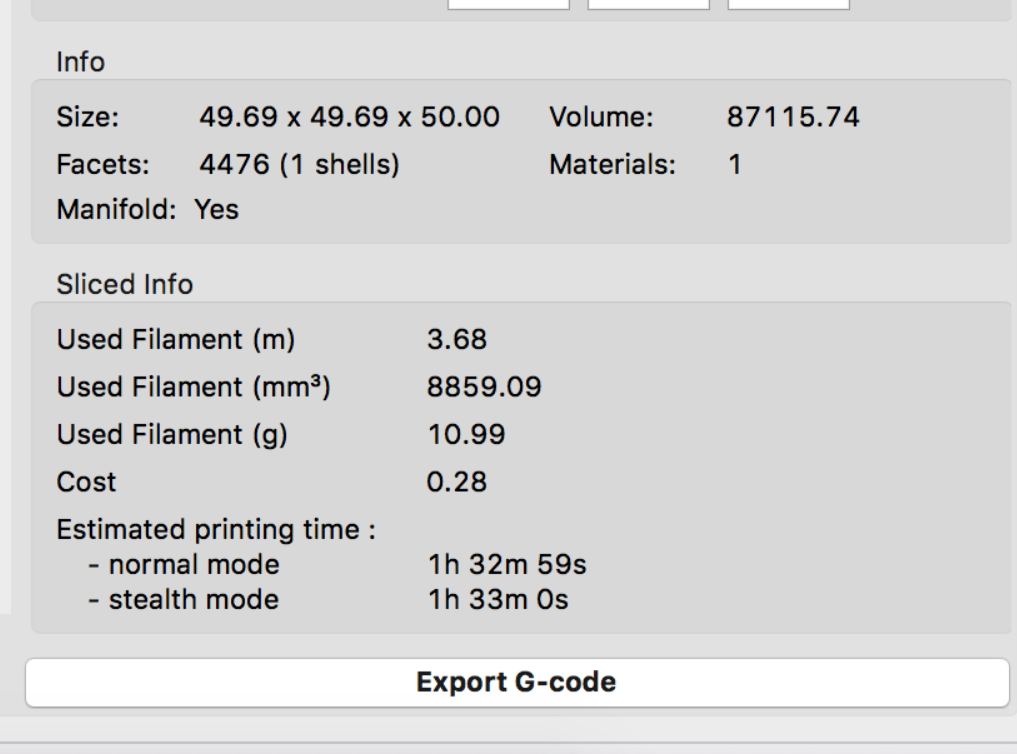 Info
Size: 49.69 x 49.69 x 50.00 Volume: 87115.74
Facets: 4476 (1 shells) Materials: 1
Manifold: Yes
Sliced Info
Used Filament (m) 3.68
Used Filament (mm³) 8859.09
Used Filament (g) 10.99
Cost 0.28
Estimated printing time :
- normal mode 1h 32m 59s
- stealth mode 1h 33m 0s
Export G-code